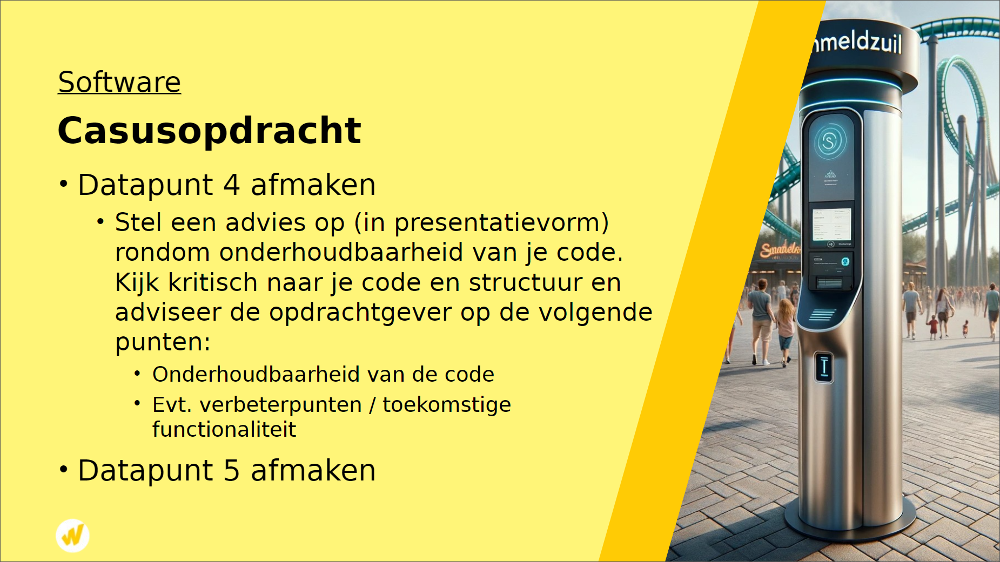 Software
Casusopdracht
• Datapunt 4 afmaken
• Stel een advies op (in presentatievorm)
rondom onderhoudbaarheid van je code.
Kijk kritisch naar je code en structuur en
adviseer de opdrachtgever op de volgende
punten:
• Onderhoudbaarheid van de code
• Evt. verbeterpunten / toekomstige
functionaliteit
• Datapunt 5 afmaken
nmeldzuil